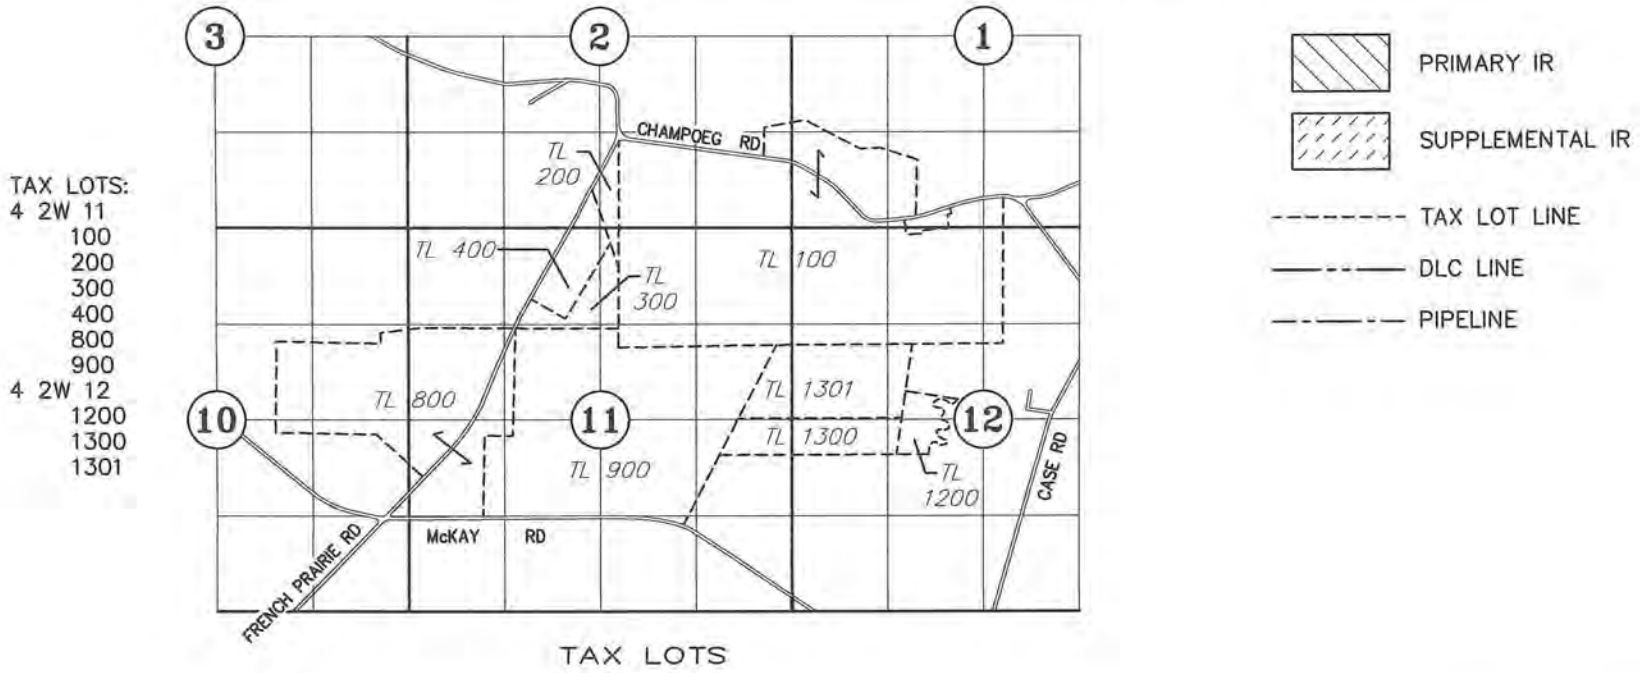 3
2
1
CHAMPOEG RD
TL
200
TL 400
TL
300
TL 100
TAX LOTS:
4 2W 11
100
200
300
400
800
900
4 2W 12
1200
1300
1301
TL 800
TL 1301
10
11
12
TL 1300
TL 900
TL
1200
CASE RD
McKAY RD
FRENCH PRAIRIE RD
TAX LOTS
PRIMARY IR
SUPPLEMENTAL IR
TAX LOT LINE
DLC LINE
PIPELINE